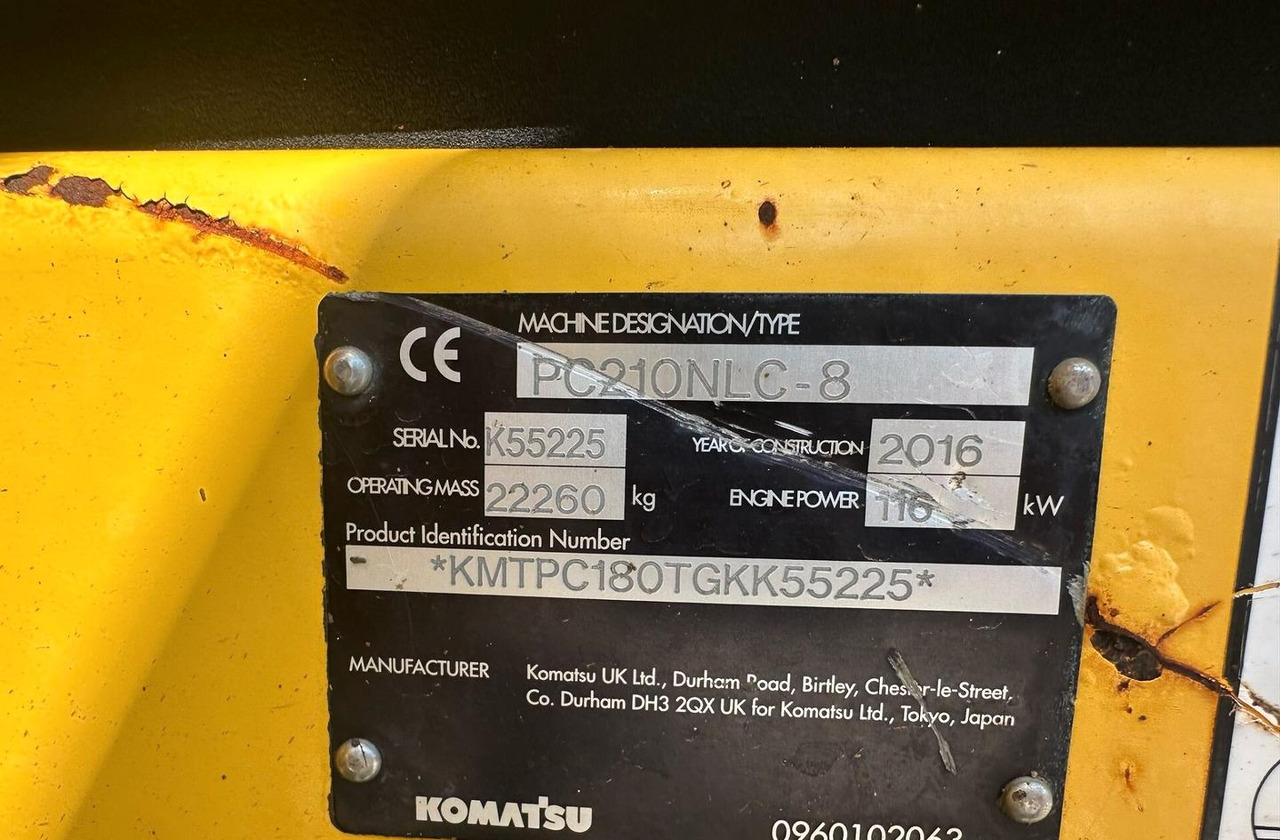 CE
MACHINE DESIGNATION/TYPE
PC210NLC-8
SERIAL No. K55225 YEAR OF CONSTRUCTION 2016
OPERATING MASS 22260 kg ENGINE POWER 116 kW
Product Identification Number
*KMTPC180TGKK55225*
MANUFACTURER Komatsu UK Ltd., Durham Road, Birtley, Chester-le-Street,
Co. Durham DH3 2QX UK for Komatsu Ltd., Tokyo, Japan
KOMATSU
0960102063